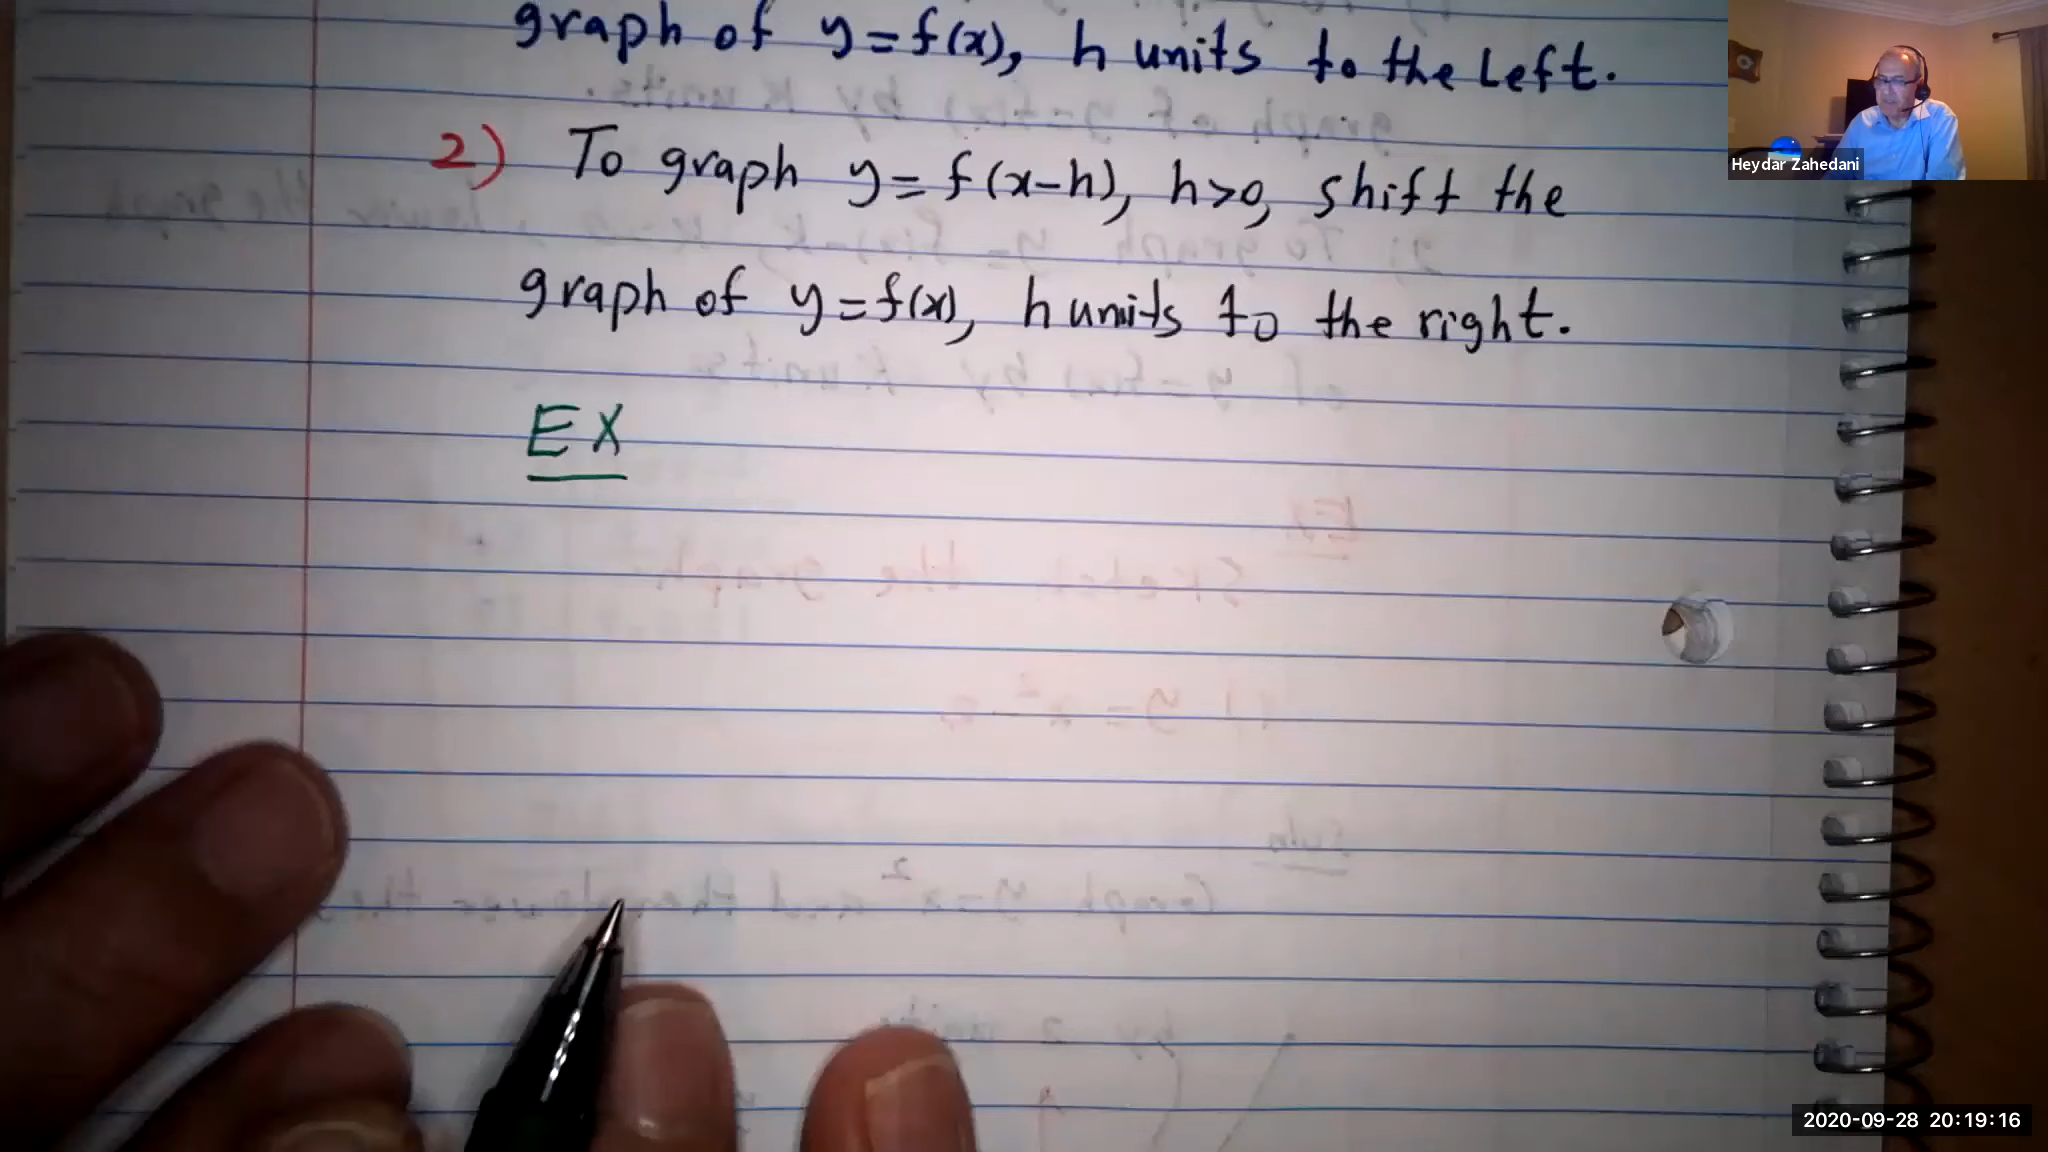 graph of y=f(x), h units to the Left.
2) To graph y=f(x-h), h>0, shift the
graph of y=f(x), h units to the right.
EX
Heydar Zahedani
2020-09-28 20:19:16